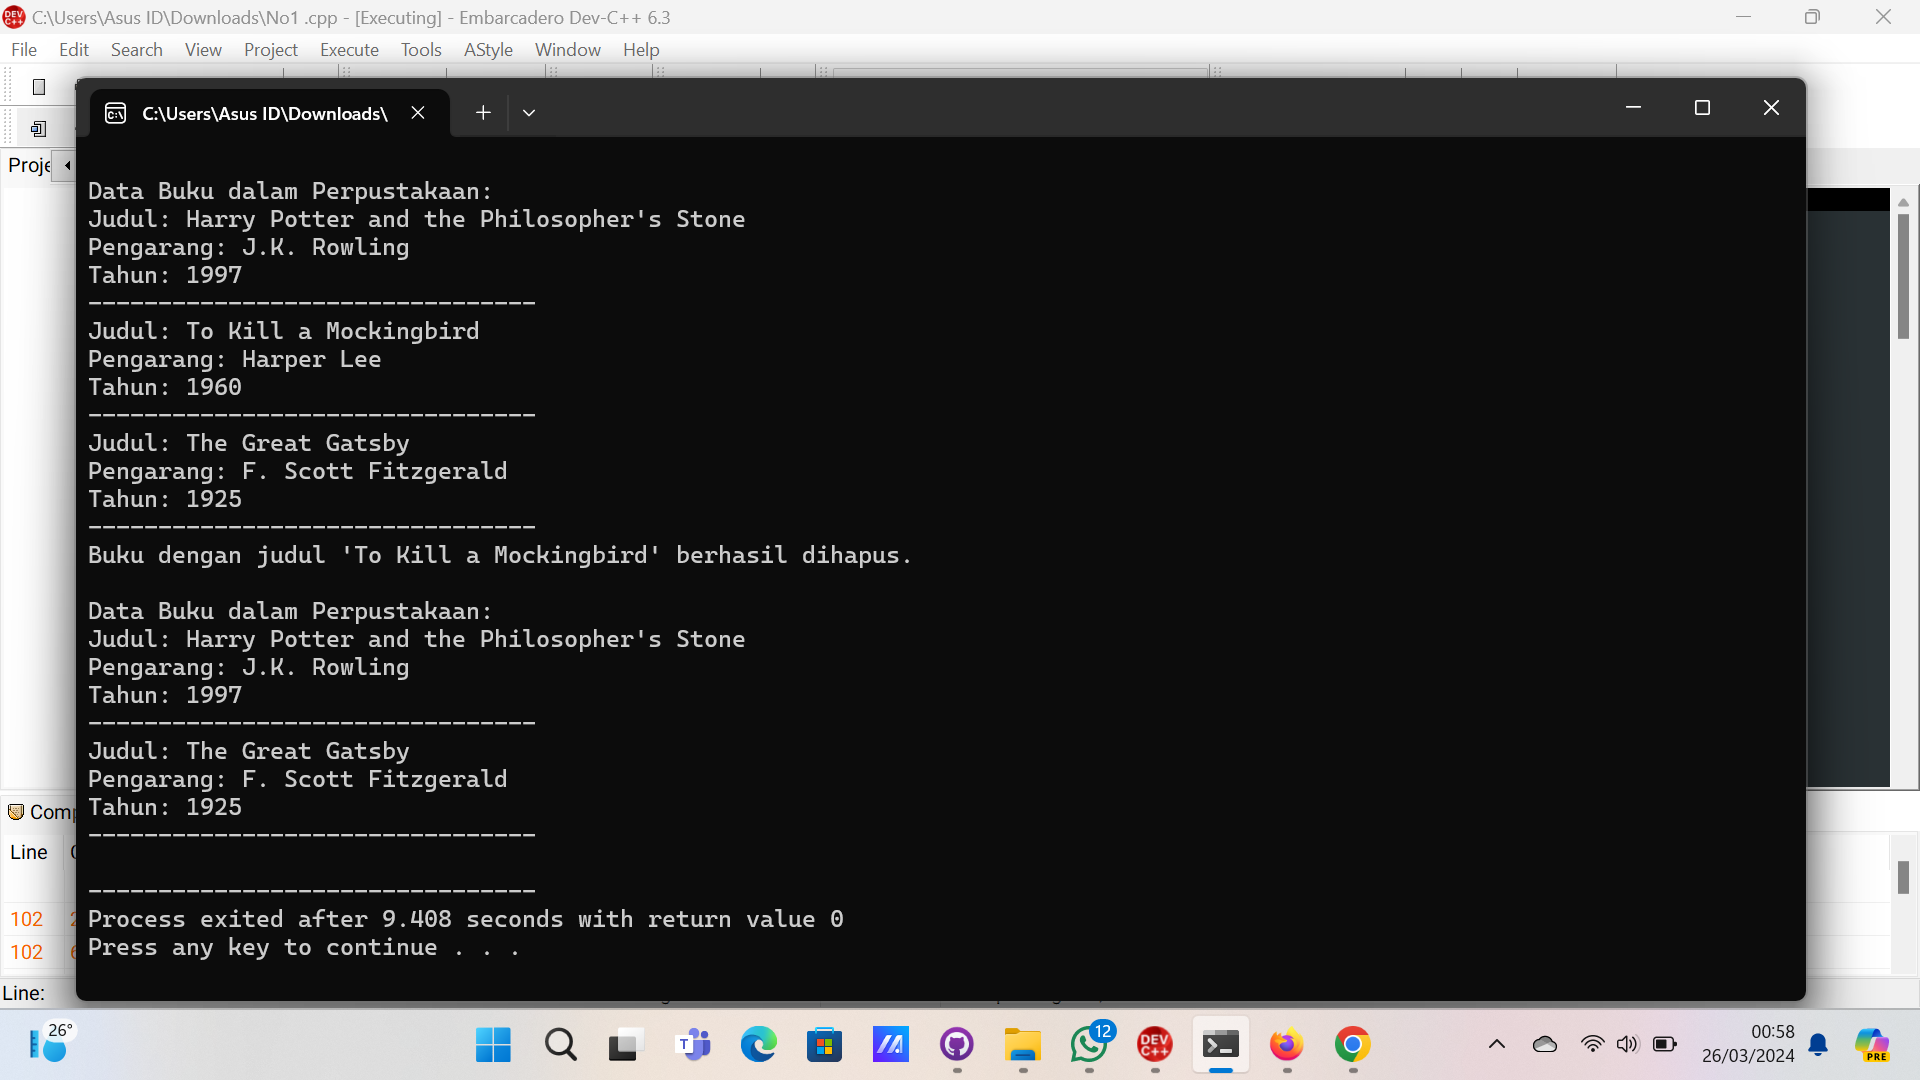 C:\Users\Asus ID\Downloads\No1 .cpp - [Executing] - Embarcadero Dev-C++ 6.3
File Edit Search View Project Execute Tools AStyle Window Help
C:\Users\Asus ID\Downloads\
Data Buku dalam Perpustakaan:
Judul: Harry Potter and the Philosopher's Stone
Pengarang: J.K. Rowling
Tahun: 1997
--------------------------------
Judul: To Kill a Mockingbird
Pengarang: Harper Lee
Tahun: 1960
--------------------------------
Judul: The Great Gatsby
Pengarang: F. Scott Fitzgerald
Tahun: 1925
--------------------------------
Buku dengan judul 'To Kill a Mockingbird' berhasil dihapus.
Data Buku dalam Perpustakaan:
Judul: Harry Potter and the Philosopher's Stone
Pengarang: J.K. Rowling
Tahun: 1997
--------------------------------
Judul: The Great Gatsby
Pengarang: F. Scott Fitzgerald
Tahun: 1925
--------------------------------
--------------------------------
Process exited after 9.408 seconds with return value 0
Press any key to continue . . .
Proje
Comp
Line
102
102
Line:
26°
12
DEV C++
PRE
00:58
26/03/2024